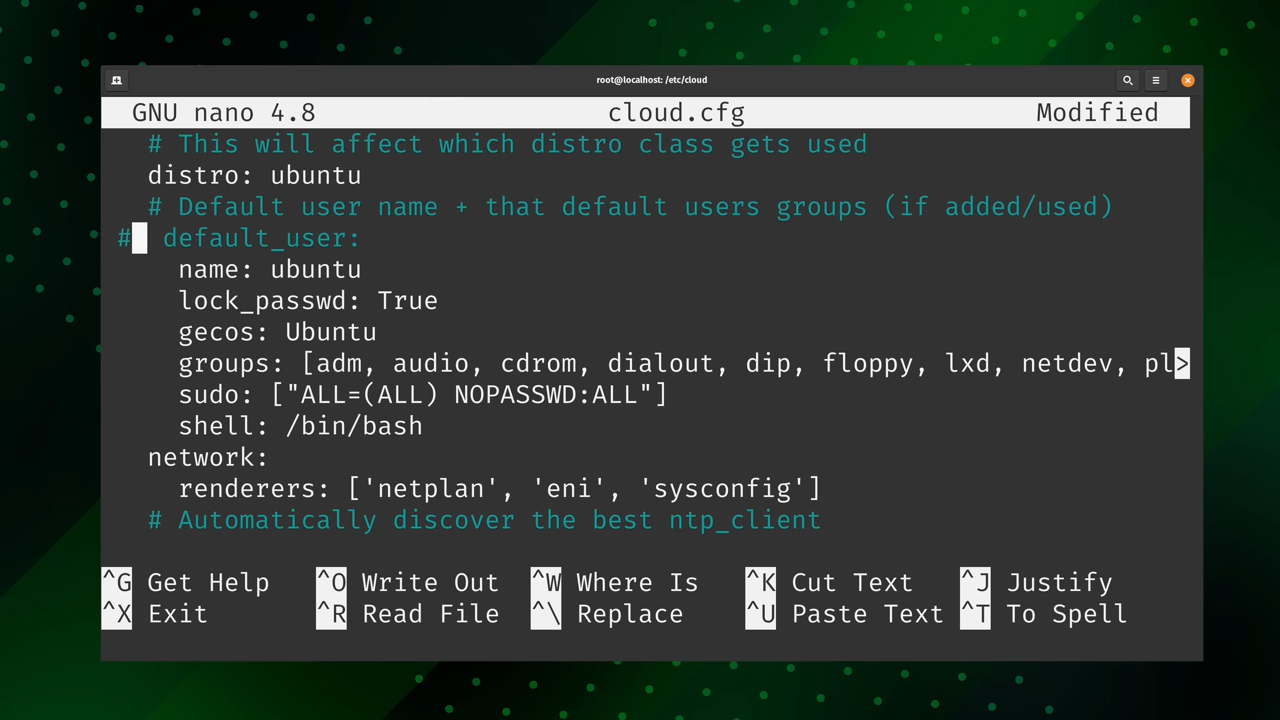 root@localhost: /etc/cloud
GNU nano 4.8 cloud.cfg Modified
# This will affect which distro class gets used
distro: ubuntu
# Default user name + that default users groups (if added/used)
# default_user:
name: ubuntu
lock_passwd: True
gecos: Ubuntu
groups: [adm, audio, cdrom, dialout, dip, floppy, lxd, netdev, pl>
sudo: ["ALL=(ALL) NOPASSWD:ALL"]
shell: /bin/bash
network:
renderers: ['netplan', 'eni', 'sysconfig']
# Automatically discover the best ntp_client
^G Get Help ^O Write Out ^W Where Is ^K Cut Text ^J Justify
^X Exit ^R Read File ^\ Replace ^U Paste Text ^T To Spell